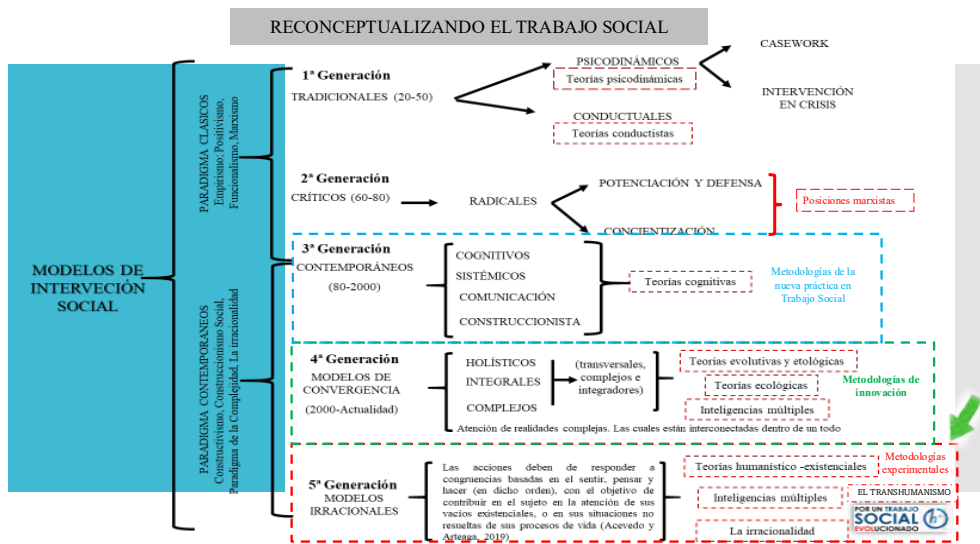 RECONCEPTUALIZANDO EL TRABAJO SOCIAL
MODELOS DE
INTERVECIÓN
SOCIAL
PARADIGMA CLASICOS
Empirismo; Positivismo,
Funcionalismo, Marxismo
1ª Generación
TRADICIONALES (20-50)
PSICODINÁMICOS
Teorías psicodinámicas
CASEWORK
INTERVENCIÓN
EN CRISIS
CONDUCTUALES
Teorías conductistas
2ª Generación
CRÍTICOS (60-80)
RADICALES
POTENCIACIÓN Y DEFENSA
CONCIENTIZACIÓN
Posiciones marxistas
PARADIGMA CONTEMPORANEOS
Constructivismo, Construccionismo Social,
Paradigma de la Complejidad, La irracionalidad
3ª Generación
CONTEMPORÁNEOS
(80-2000)
COGNITIVOS
SISTÉMICOS
COMUNICACIÓN
CONSTRUCCIONISTA
Teorías cognitivas
Metodologías de la
nueva práctica en
Trabajo Social
4ª Generación
MODELOS DE
CONVERGENCIA
(2000-Actualidad)
HOLÍSTICOS
INTEGRALES
COMPLEJOS
(transversales,
complejos e
integradores)
Teorías evolutivas y etológicas
Teorías ecológicas
Inteligencias múltiples
Metodologías de
innovación
Atención de realidades complejas. Las cuales están interconectadas dentro de un todo
5ª Generación
MODELOS
IRRACIONALES
Las acciones deben de responder a
congruencias basadas en el sentir, pensar y
hacer (en dicho orden), con el objetivo de
contribuir en el sujeto en la atención de sus
vacíos existenciales, o en sus situaciones no
resueltas de sus procesos de vida (Acevedo y
Arteaga, 2019)
Teorías humanístico -existenciales
Inteligencias múltiples
La irracionalidad
Metodologías
experimentales
EL TRANSHUMANISMO
POR UN TRABAJO
SOCIAL
EVOLUCIONADO
h+